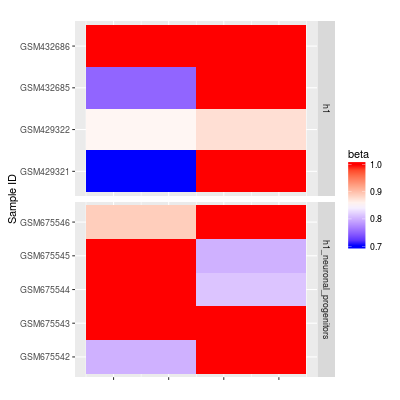 Sample ID
GSM432686
GSM432685
GSM429322
GSM429321
h1
GSM675546
GSM675545
GSM675544
GSM675543
GSM675542
h1_neuronal_progenitors
beta
1.0
0.9
0.8
0.7